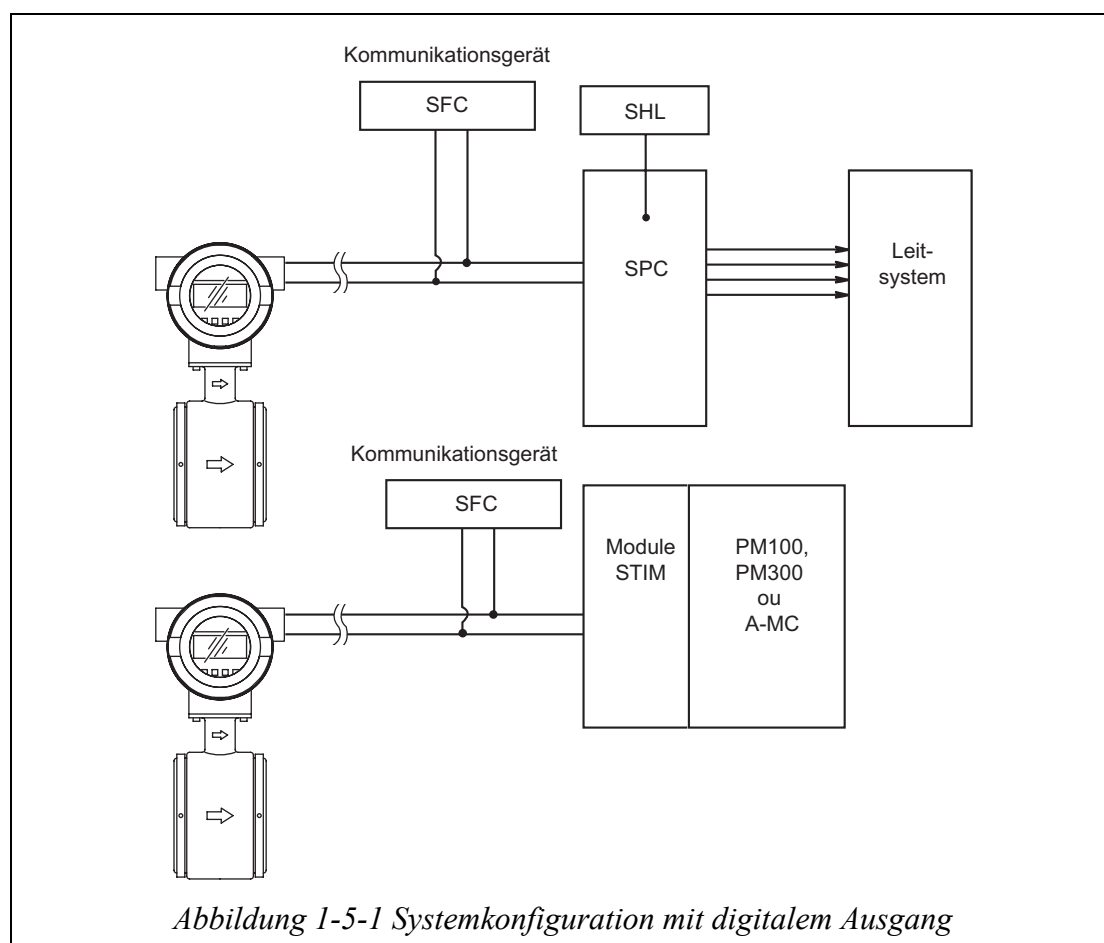 Kommunikationsgerät
SFC
SHL
SPC
Leit-
system
Kommunikationsgerät
SFC
Module
STIM
PM100,
PM300
ou
A-MC
Abbildung 1-5-1 Systemkonfiguration mit digitalem Ausgang